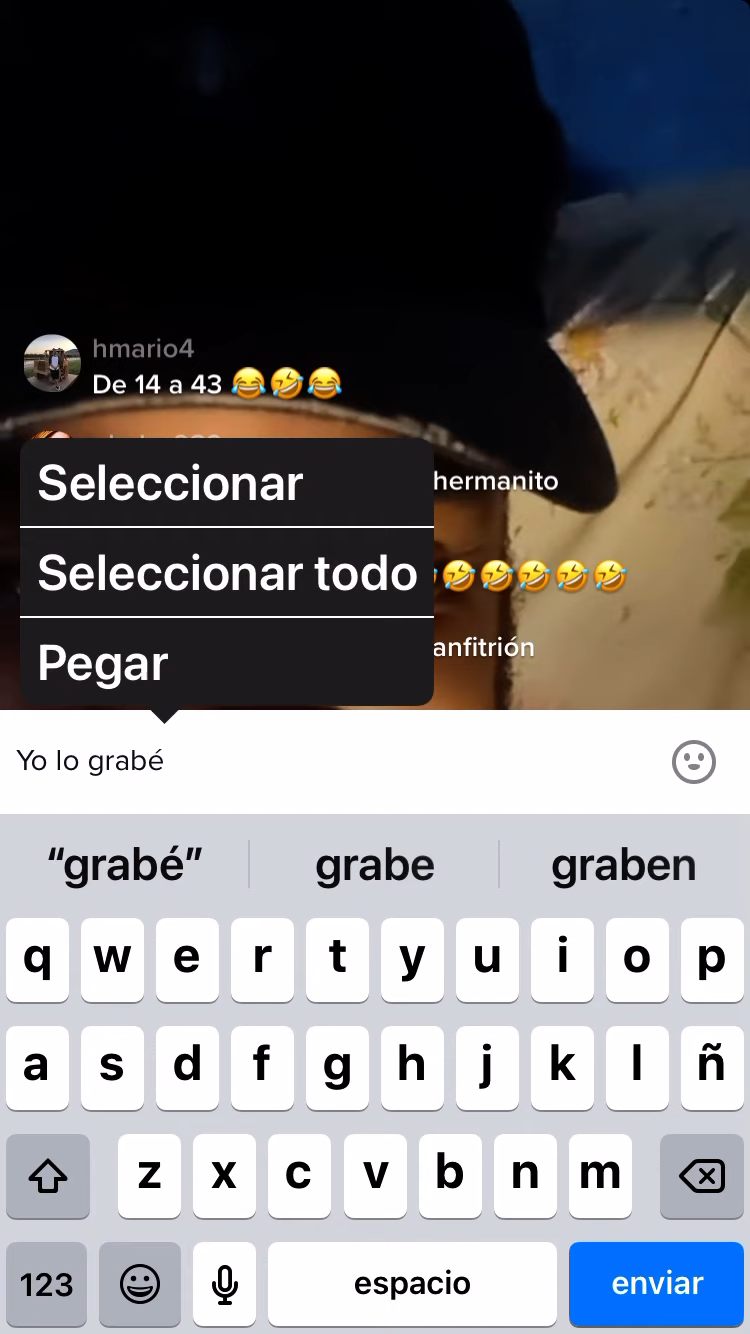 hmario4
De 14 a 43 😂🤣😂
Seleccionar
hermanito
Seleccionar todo
🤣🤣🤣🤣🤣
Pegar
anfitrión
Yo lo grabé
“grabé” grabe graben
q w e r t y u i o p
a s d f g h j k l ñ
z x c v b n m
123 espacio enviar